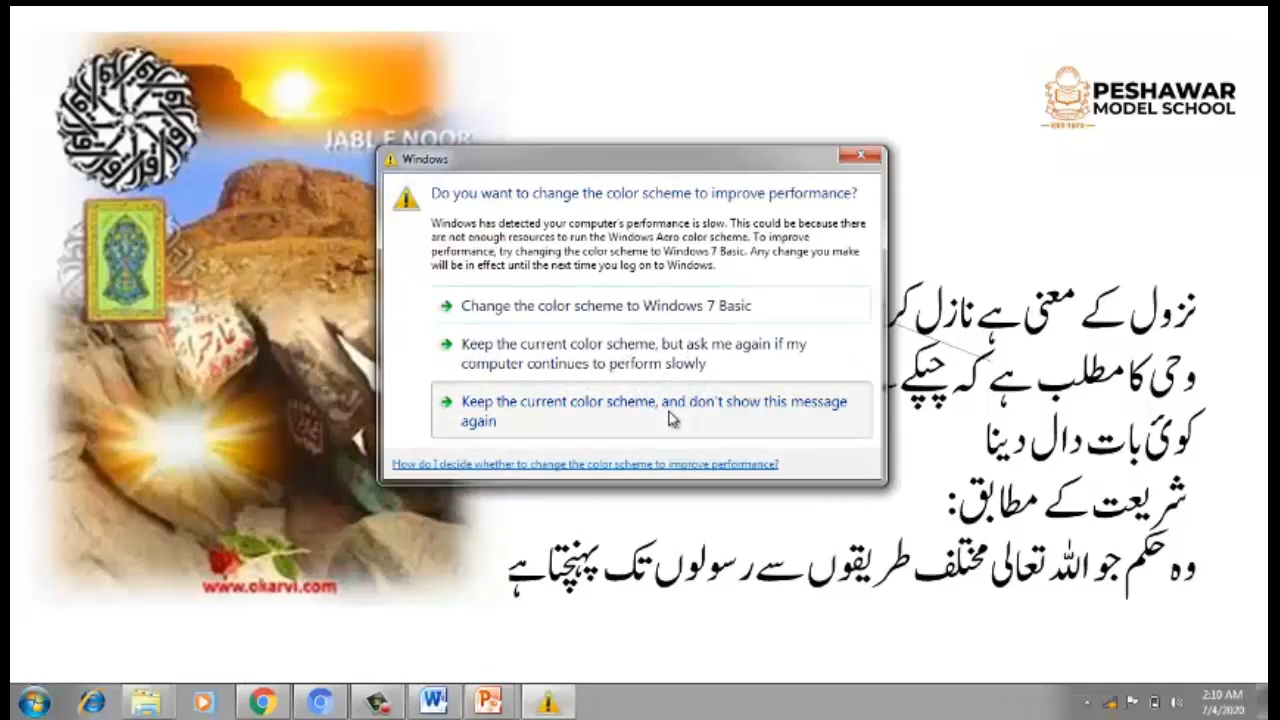 PESHAWAR
MODEL SCHOOL
EST-1979
JABL E NOOR
Windows
Do you want to change the color scheme to improve performance?
Windows has detected your computer's performance is slow. This could be because there
are not enough resources to run the Windows Aero color scheme. To improve
performance, try changing the color scheme to Windows 7 Basic. Any change you make
will be in effect until the next time you log on to Windows.
Change the color scheme to Windows 7 Basic
Keep the current color scheme, but ask me again if my
computer continues to perform slowly
Keep the current color scheme, and don't show this message
again
How do I decide whether to change the color scheme to improve performance?
نزول کے معنی ہے نازل کر
وحی کا مطلب ہے کہ چپکے
کوئ بات دال دینا
شریعت کے مطابق:
وہ حکم جو اللہ تعالی مختلف طریقوں سے رسولوں تک پہنچتا ہے
www.okarvi.com
2:10 AM
7/4/2020